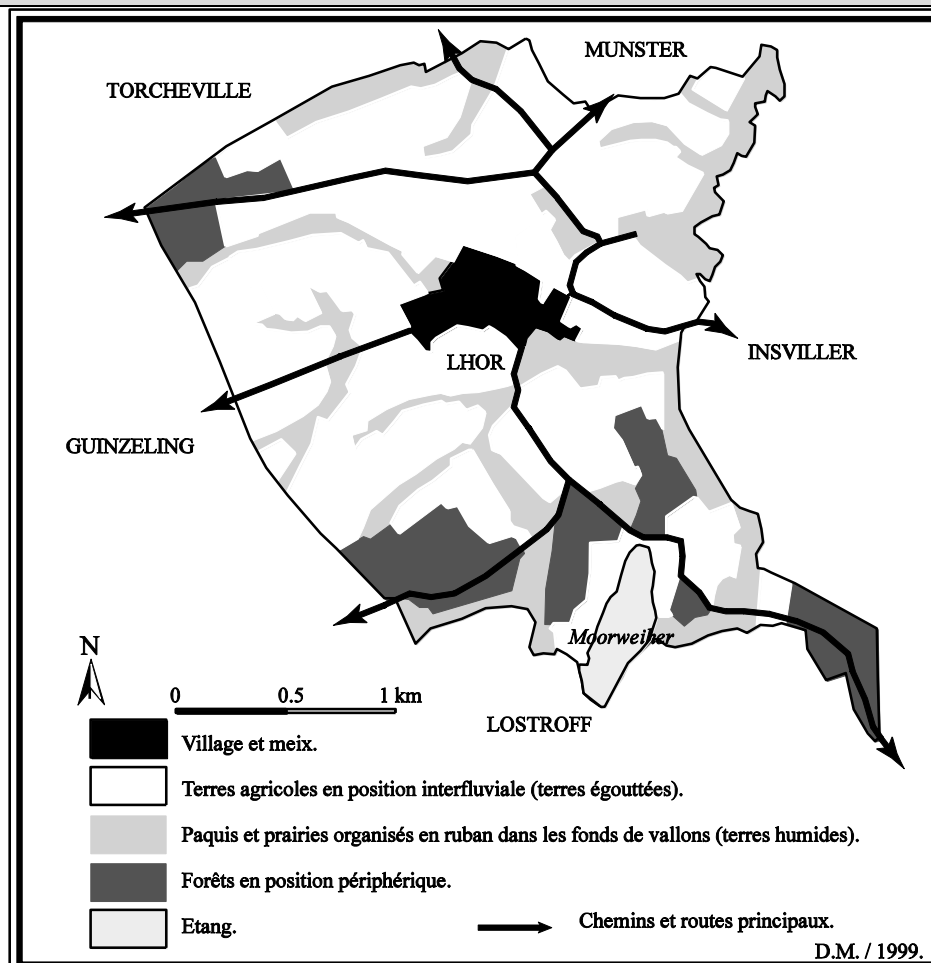 MUNSTER
TORCHEVILLE
INSVILLER
LHOR
GUINZELING
Moorweiher
N
0 0.5 1 km
LOSTROFF
Village et meix.
Terres agricoles en position interfluviale (terres égouttées).
Paquis et prairies organisés en ruban dans les fonds de vallons (terres humides).
Forêts en position périphérique.
Etang.
Chemins et routes principaux.
D.M. / 1999.